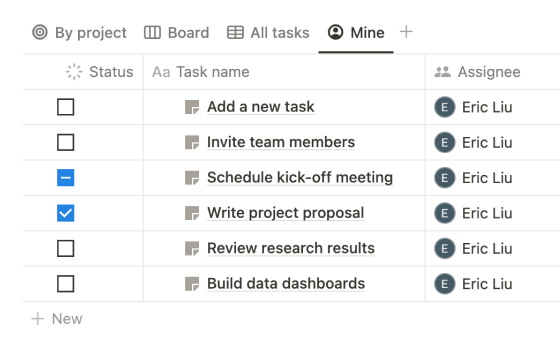 By project Board All tasks Mine
Status Aa Task name Assignee
Add a new task E Eric Liu
Invite team members E Eric Liu
Schedule kick-off meeting E Eric Liu
Write project proposal E Eric Liu
Review research results E Eric Liu
Build data dashboards E Eric Liu
+ New